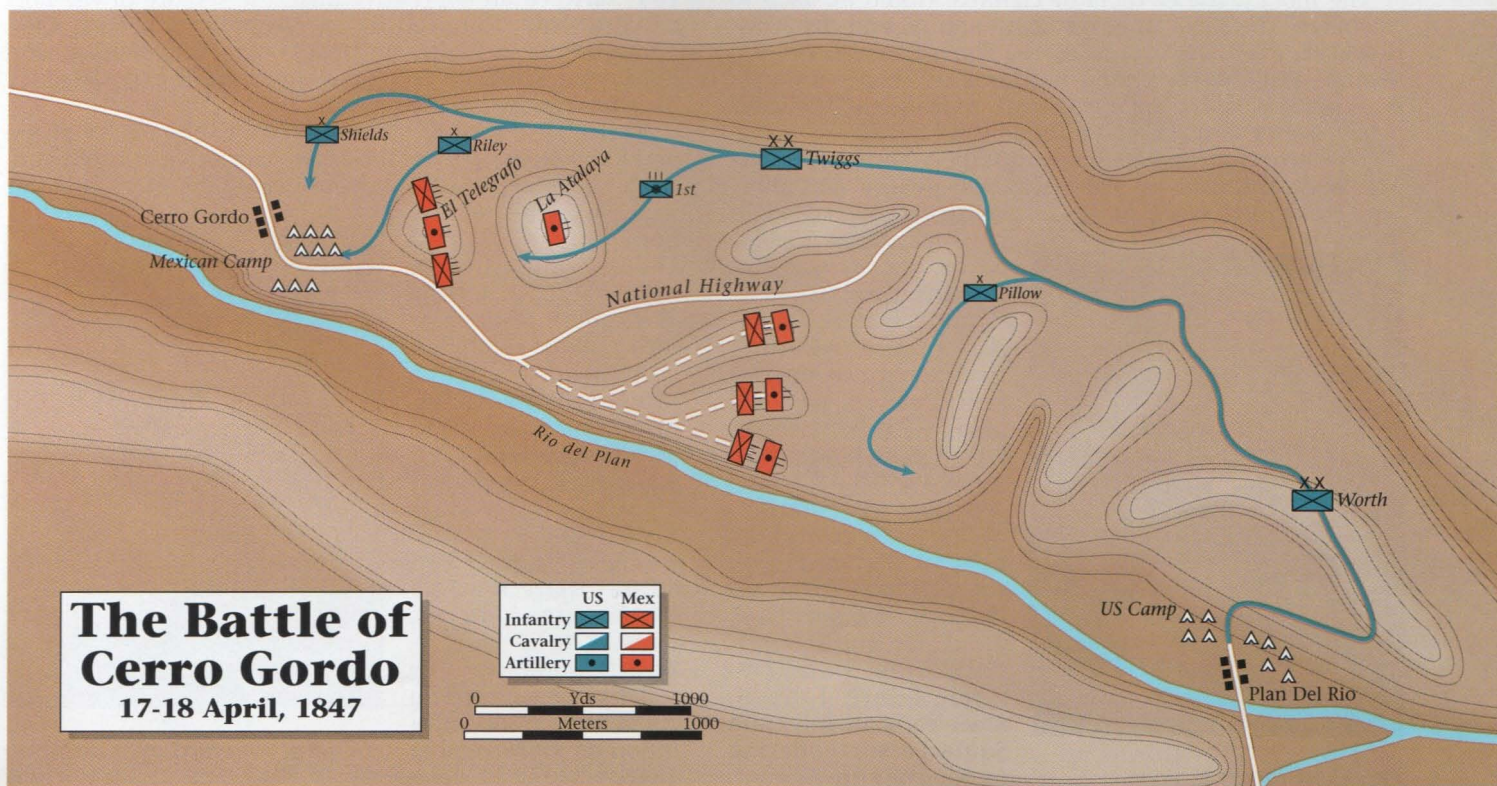 x
Shields
x
Riley
X X
Twiggs
El Telegrafo
La Atalaya
III
1st
Cerro Gordo
Mexican Camp
National Highway
x
Pillow
Rio del Plan
X X
Worth
US Camp
Plan Del Rio
The Battle of
Cerro Gordo
17-18 April, 1847
US Mex
Infantry
Cavalry
Artillery
0 Yds 1000
0 Meters 1000